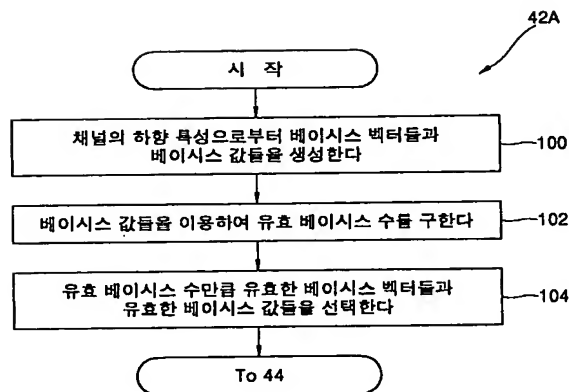 42A
시 작
채널의 하향 특성으로부터 베이시스 벡터들과
베이시스 값들을 생성한다
100
베이시스 값들을 이용하여 유효 베이시스 수를 구한다
102
유효 베이시스 수만큼 유효한 베이시스 벡터들과
유효한 베이시스 값들을 선택한다
104
To 44